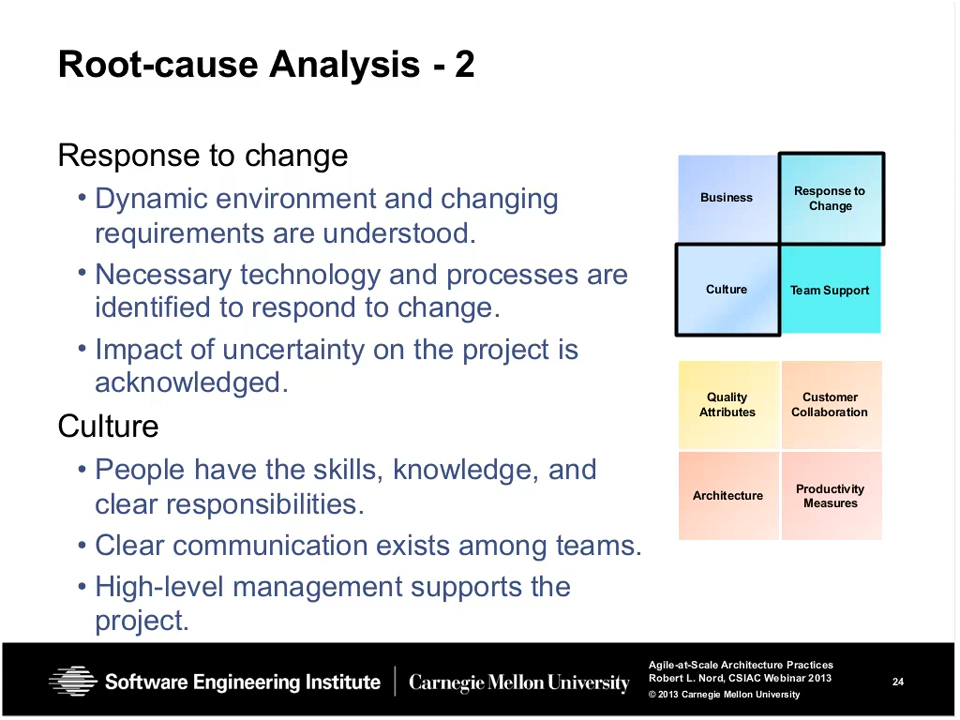 Root-cause Analysis - 2
Response to change
• Dynamic environment and changing
requirements are understood.
• Necessary technology and processes are
identified to respond to change.
• Impact of uncertainty on the project is
acknowledged.
Culture
• People have the skills, knowledge, and
clear responsibilities.
• Clear communication exists among teams.
• High-level management supports the
project.
Business
Response to
Change
Culture
Team Support
Quality
Attributes
Customer
Collaboration
Architecture
Productivity
Measures
Software Engineering Institute
Carnegie Mellon University
Agile-at-Scale Architecture Practices
Robert L. Nord, CSIAC Webinar 2013
© 2013 Carnegie Mellon University
24